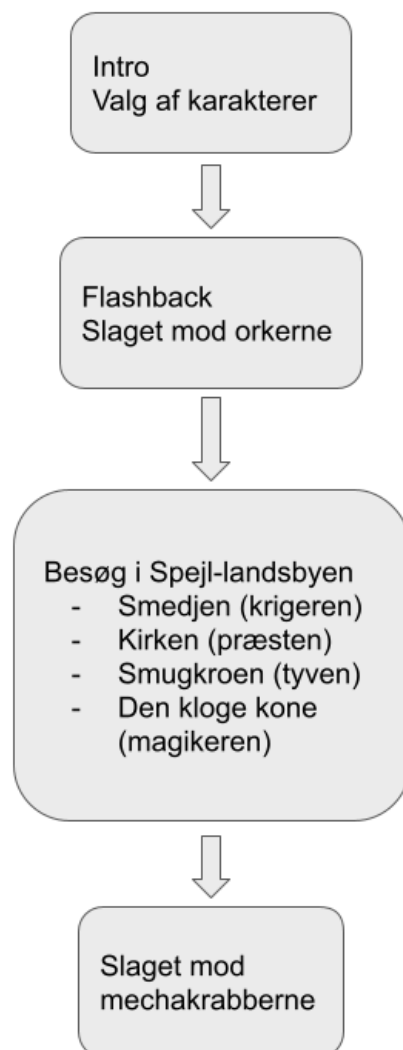 Intro
Valg af karakterer
Flashback
Slaget mod orkerne
Besøg i Spejl-landsbyen
- Smedjen (krigeren)
- Kirken (præsten)
- Smugkroen (tyven)
- Den kloge kone
(magikeren)
Slaget mod
mechakrabberne